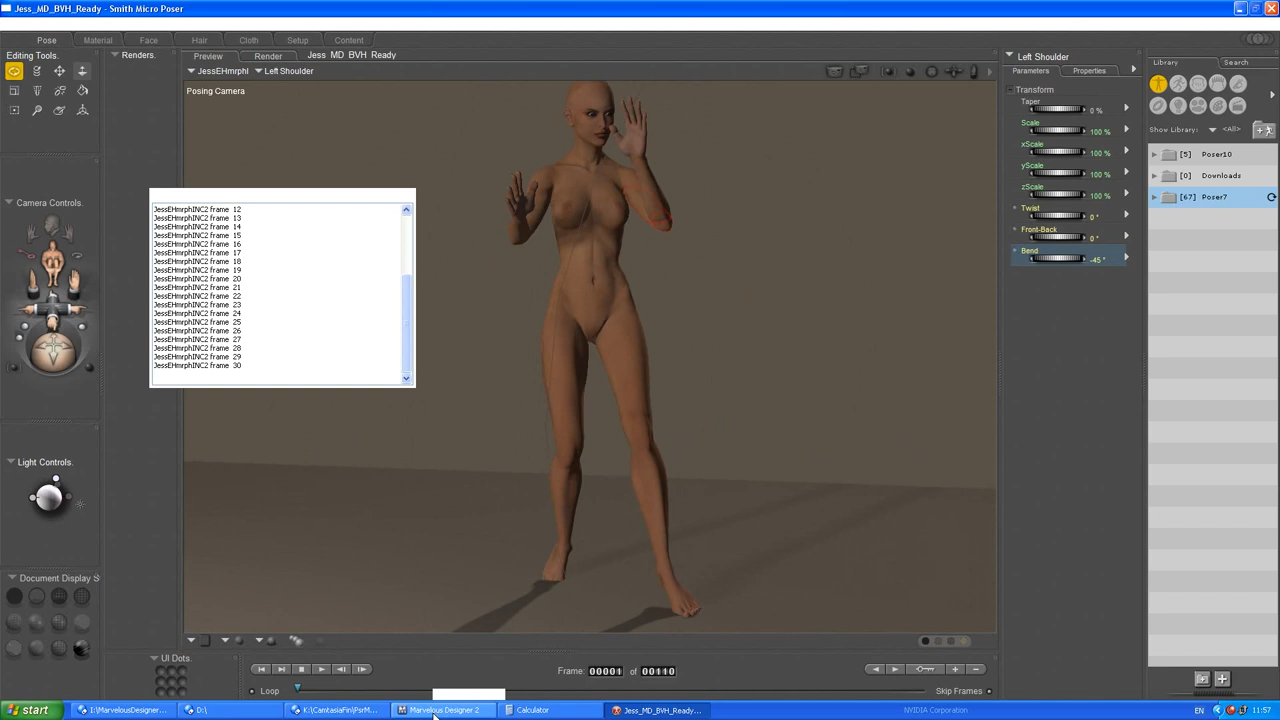 Jess_MD_BVH_Ready - Smith Micro Poser
Pose
Material
Face
Hair
Cloth
Setup
Content
Editing Tools.
Renders.
Preview
Render
Jess_MD_BVH_Ready
JessEHmrphI
Left Shoulder
Posing Camera
Camera Controls.
Light Controls.
Document Display S
JessEHmrphINC2 frame 12
JessEHmrphINC2 frame 13
JessEHmrphINC2 frame 14
JessEHmrphINC2 frame 15
JessEHmrphINC2 frame 16
JessEHmrphINC2 frame 17
JessEHmrphINC2 frame 18
JessEHmrphINC2 frame 19
JessEHmrphINC2 frame 20
JessEHmrphINC2 frame 21
JessEHmrphINC2 frame 22
JessEHmrphINC2 frame 23
JessEHmrphINC2 frame 24
JessEHmrphINC2 frame 25
JessEHmrphINC2 frame 26
JessEHmrphINC2 frame 27
JessEHmrphINC2 frame 28
JessEHmrphINC2 frame 29
JessEHmrphINC2 frame 30
Left Shoulder
Parameters
Properties
Transform
Taper
0 %
Scale
100 %
xScale
100 %
yScale
100 %
zScale
100 %
Twist
0 °
Front-Back
0 °
Bend
-45 °
Library
Search
Show Library:
<All>
[5] Poser10
[0] Downloads
[67] Poser7
UI Dots.
Frame: 00001 of 00110
Loop
Skip Frames
start
I:\MarvelousDesigner...
D:\
K:\CamtasiaFin\PsrM...
Marvelous Designer 2
Calculator
Jess_MD_BVH_Ready...
NVIDIA Corporation
EN
11:57